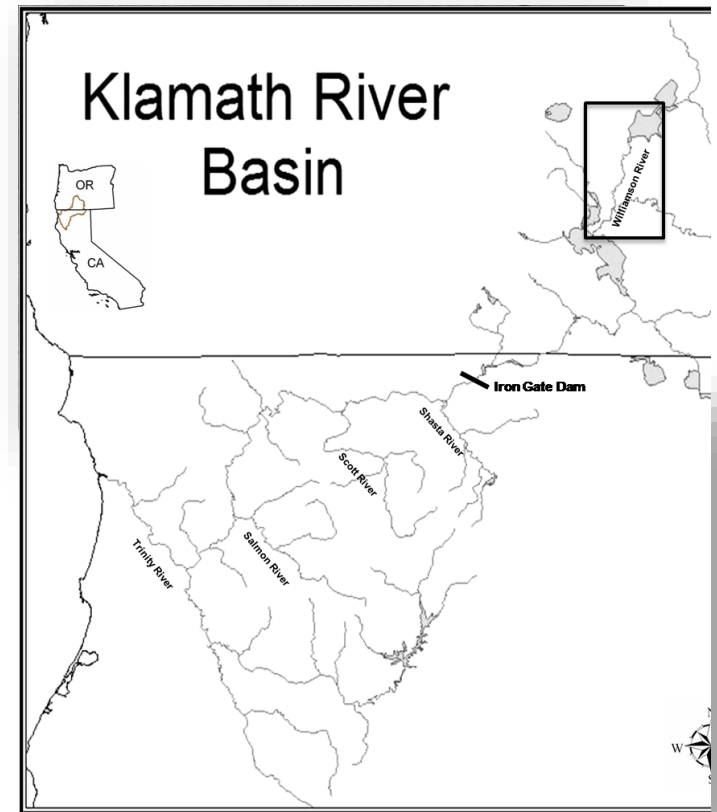 Klamath River
Basin
OR
CA
Williamson River
Iron Gate Dam
Shasta River
Scott River
Salmon River
Trinity River
W